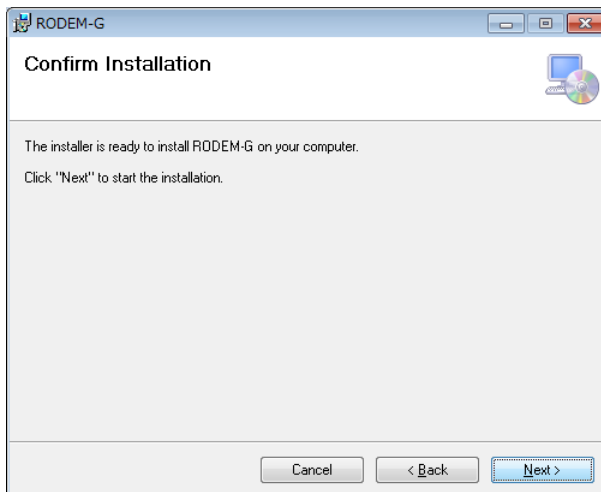 RODEM-G
Confirm Installation
The installer is ready to install RODEM-G on your computer.
Click "Next" to start the installation.
Cancel
< Back
Next >